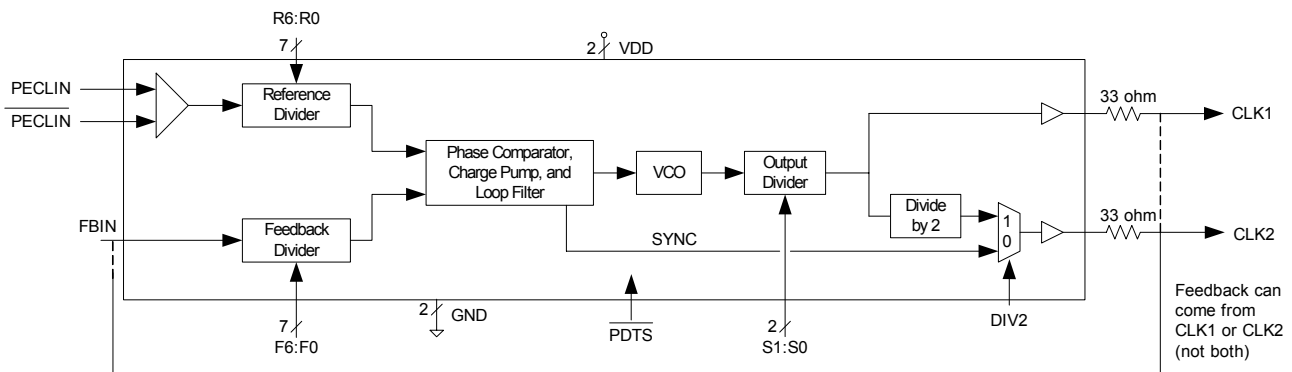 R6:R0
7
2
VDD
PECLIN
PECLIN
Reference
Divider
33 ohm
CLK1
Phase Comparator,
Charge Pump, and
Loop Filter
VCO
Output
Divider
Divide
by 2
1
0
33 ohm
CLK2
FBIN
Feedback
Divider
SYNC
2
GND
PDTS
7
F6:F0
2
S1:S0
DIV2
Feedback can
come from
CLK1 or CLK2
(not both)